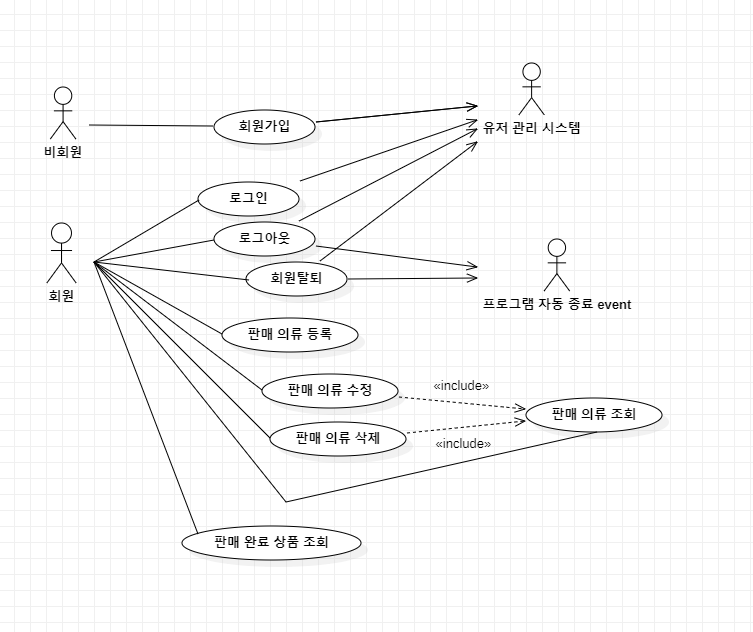 비회원
회원가입
유저 관리 시스템
로그인
로그아웃
회원
회원탈퇴
프로그램 자동 종료 event
판매 의류 등록
판매 의류 수정
«include»
판매 의류 조회
판매 의류 삭제
«include»
판매 완료 상품 조회